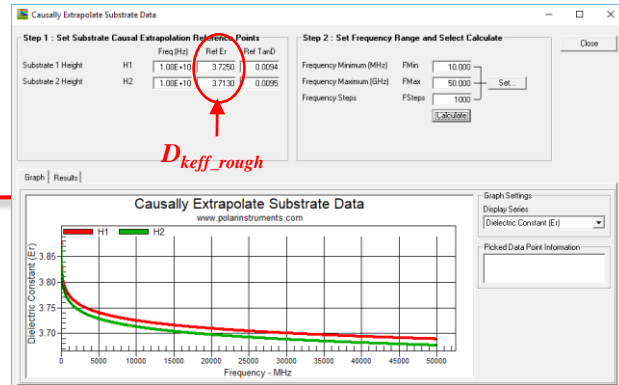 Causally Extrapolate Substrate Data
Step 1 : Set Substrate Causal Extrapolation Reference Points
Freq (Hz) Ref Er Ref TanD
Substrate 1 Height H1 1.00E+10 3.7250 0.0094
Substrate 2 Height H2 1.00E+10 3.7130 0.0095
Step 2 : Set Frequency Range and Select Calculate
Frequency Minimum (MHz) FMin 10.000
Frequency Maximum (GHz) FMax 50.000 Set...
Frequency Steps FSteps 1000
Calculate
Close
Dkeff_rough
Graph Results
Causally Extrapolate Substrate Data
www.polarinstruments.com
H1 H2
Dielectric Constant (Er)
3.85
3.80
3.75
3.70
0 5000 10000 15000 20000 25000 30000 35000 40000 45000 50000
Frequency - MHz
Graph Settings
Display Series
Dielectric Constant (Er)
Picked Data Point Information